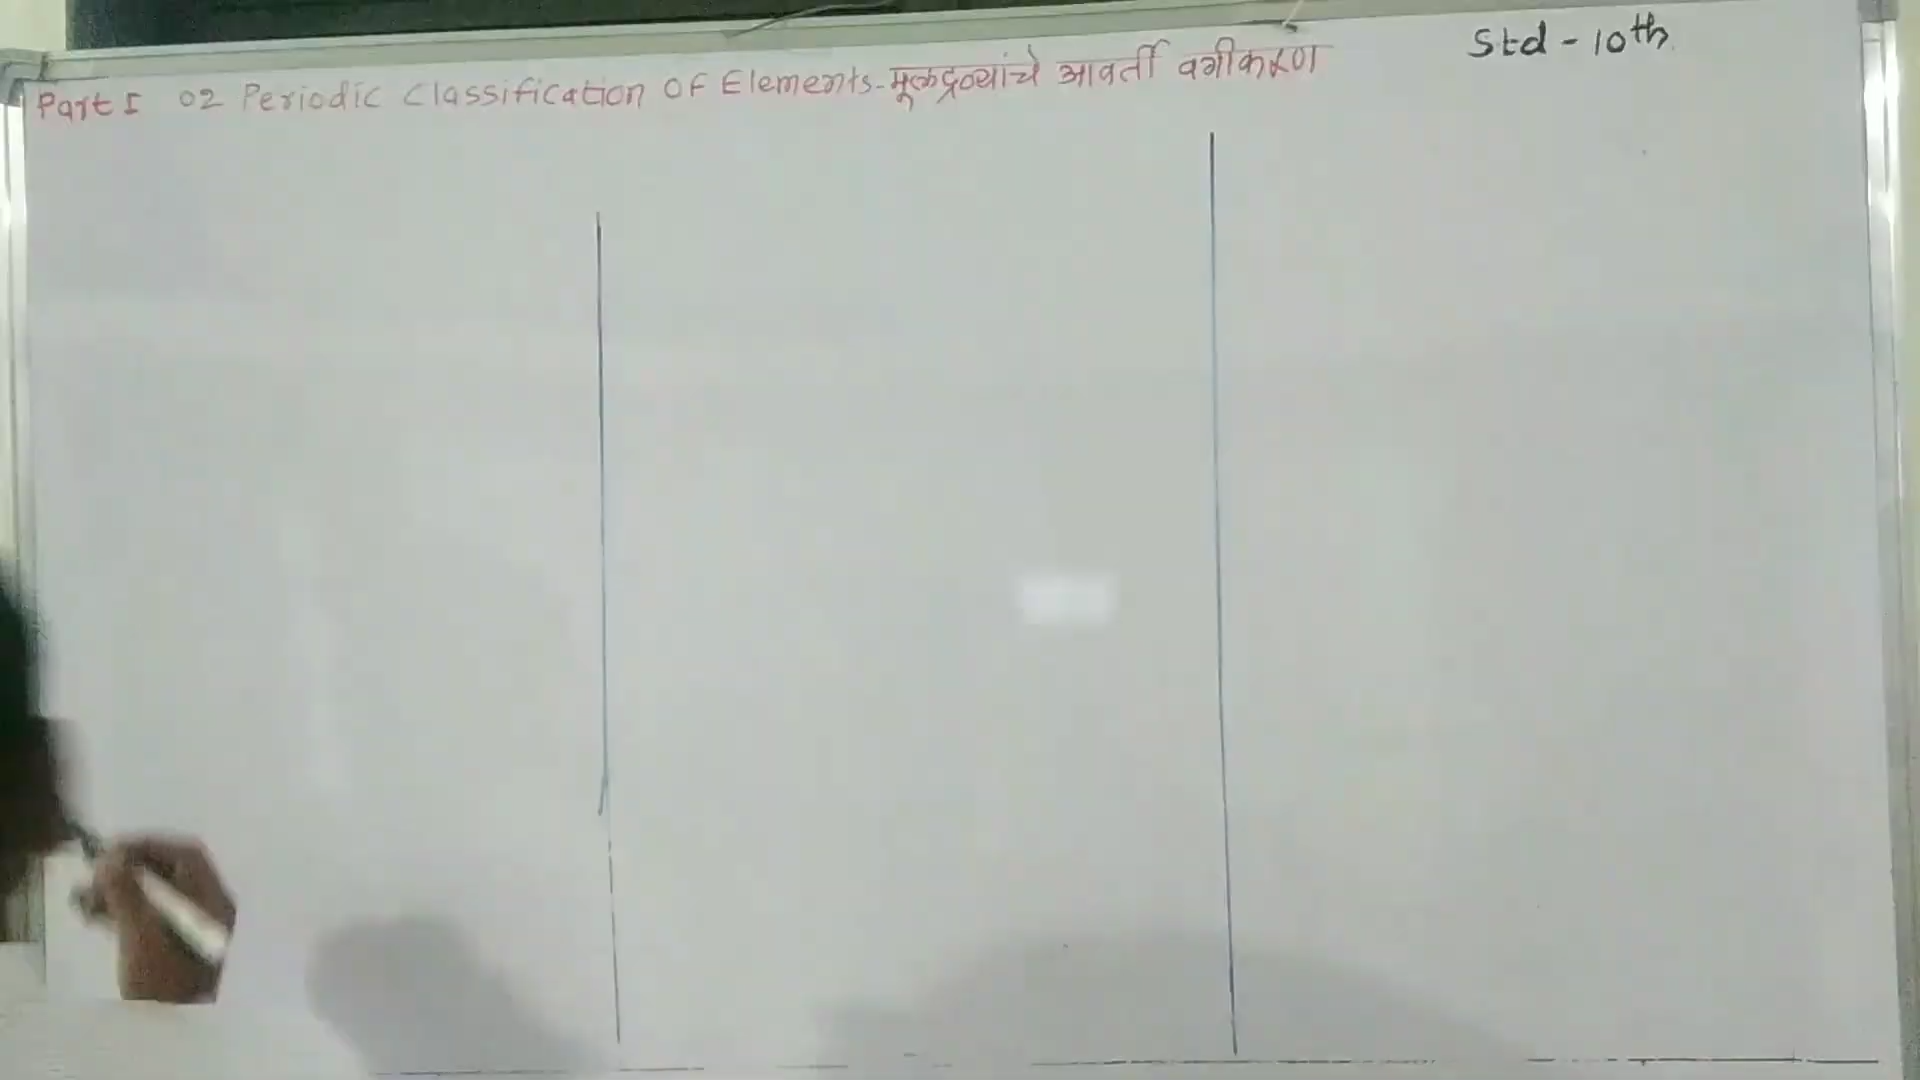 Std - 10th
Part I 02 Periodic Classification OF Elements - मूलद्रव्यांचे आवर्ती वर्गीकरण